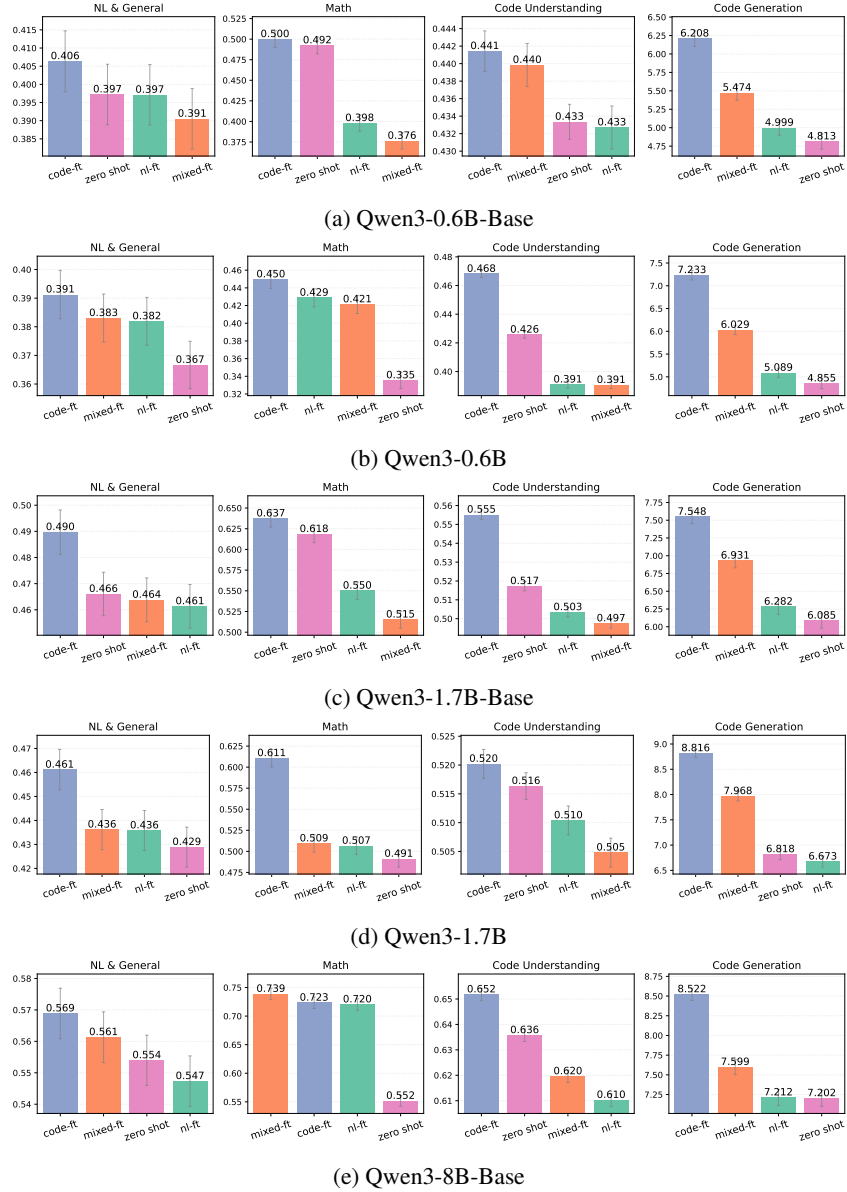 NL & General
Math
Code Understanding
Code Generation
0.415
0.410
0.405
0.400
0.395
0.390
0.385
0.406
0.397
0.397
0.391
code-ft
zero shot
nl-ft
mixed-ft
0.500
0.475
0.450
0.425
0.400
0.375
0.500
0.492
0.398
0.376
code-ft
zero shot
nl-ft
mixed-ft
0.444
0.442
0.440
0.438
0.436
0.434
0.432
0.430
0.441
0.440
0.433
0.433
code-ft
mixed-ft
zero shot
nl-ft
6.50
6.25
6.00
5.75
5.50
5.25
5.00
4.75
6.208
5.474
4.999
4.813
code-ft
mixed-ft
nl-ft
zero shot
(a) Qwen3-0.6B-Base
NL & General
Math
Code Understanding
Code Generation
0.40
0.39
0.38
0.37
0.36
0.391
0.383
0.382
0.367
code-ft
mixed-ft
nl-ft
zero shot
0.46
0.44
0.42
0.40
0.38
0.36
0.34
0.32
0.450
0.429
0.421
0.335
code-ft
nl-ft
mixed-ft
zero shot
0.48
0.46
0.44
0.42
0.40
0.468
0.426
0.391
0.391
code-ft
zero shot
nl-ft
mixed-ft
7.5
7.0
6.5
6.0
5.5
5.0
7.233
6.029
5.089
4.855
code-ft
mixed-ft
nl-ft
zero shot
(b) Qwen3-0.6B
NL & General
Math
Code Understanding
Code Generation
0.50
0.49
0.48
0.47
0.46
0.490
0.466
0.464
0.461
code-ft
zero shot
mixed-ft
nl-ft
0.650
0.625
0.600
0.575
0.550
0.525
0.500
0.637
0.618
0.550
0.515
code-ft
zero shot
nl-ft
mixed-ft
0.56
0.55
0.54
0.53
0.52
0.51
0.50
0.555
0.517
0.503
0.497
code-ft
zero shot
nl-ft
mixed-ft
7.75
7.50
7.25
7.00
6.75
6.50
6.25
6.00
7.548
6.931
6.282
6.085
code-ft
mixed-ft
nl-ft
zero shot
(c) Qwen3-1.7B-Base
NL & General
Math
Code Understanding
Code Generation
0.47
0.46
0.45
0.44
0.43
0.42
0.461
0.436
0.436
0.429
code-ft
mixed-ft
nl-ft
zero shot
0.625
0.600
0.575
0.550
0.525
0.500
0.475
0.611
0.509
0.507
0.491
code-ft
mixed-ft
nl-ft
zero shot
0.525
0.520
0.515
0.510
0.505
0.520
0.516
0.510
0.505
code-ft
zero shot
nl-ft
mixed-ft
9.0
8.5
8.0
7.5
7.0
6.5
8.816
7.968
6.818
6.673
code-ft
mixed-ft
zero shot
nl-ft
(d) Qwen3-1.7B
NL & General
Math
Code Understanding
Code Generation
0.58
0.57
0.56
0.55
0.54
0.569
0.561
0.554
0.547
code-ft
mixed-ft
zero shot
nl-ft
0.75
0.70
0.65
0.60
0.55
0.739
0.723
0.720
0.552
mixed-ft
code-ft
nl-ft
zero shot
0.65
0.64
0.63
0.62
0.61
0.652
0.636
0.620
0.610
code-ft
zero shot
mixed-ft
nl-ft
8.75
8.50
8.25
8.00
7.75
7.50
7.25
8.522
7.599
7.212
7.202
code-ft
mixed-ft
nl-ft
zero shot
(e) Qwen3-8B-Base